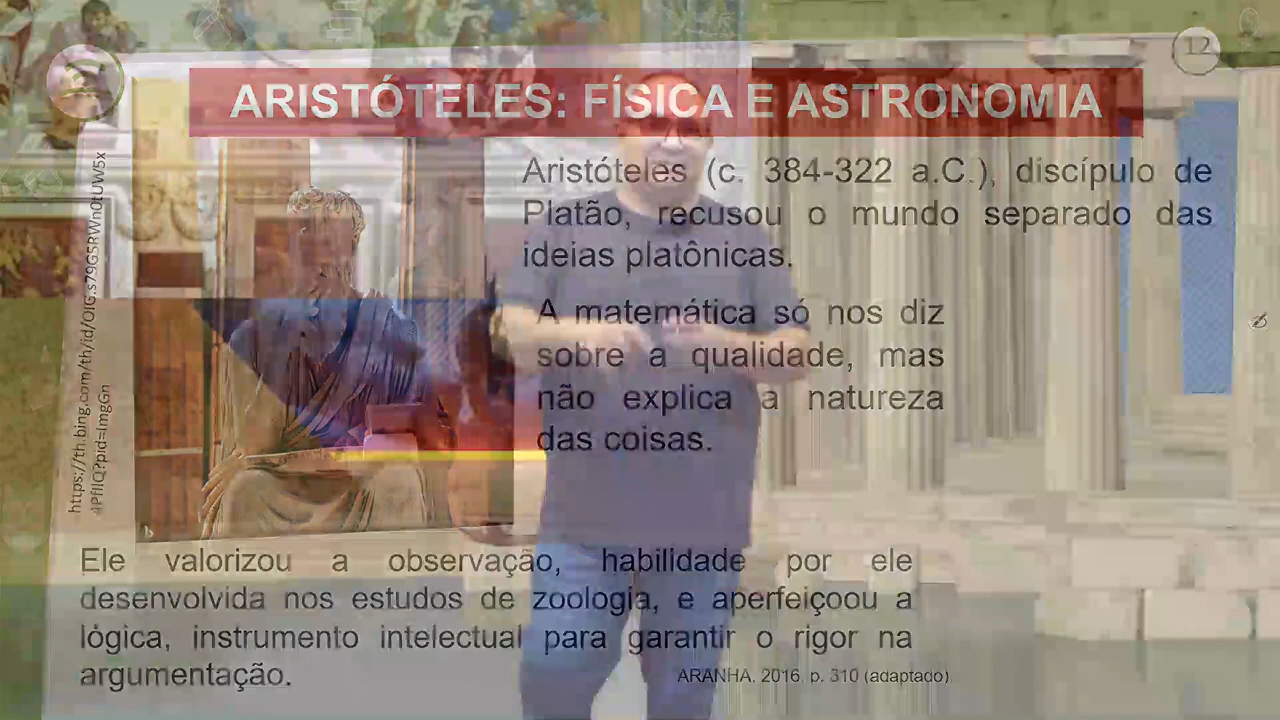 12
ARISTÓTELES: FÍSICA E ASTRONOMIA
Aristóteles (c. 384-322 a.C.), discípulo de
Platão, recusou o mundo separado das
ideias platônicas.
A matemática só nos diz
sobre a qualidade, mas
não explica a natureza
das coisas.
Ele valorizou a observação, habilidade por ele
desenvolvida nos estudos de zoologia, e aperfeiçoou a
lógica, instrumento intelectual para garantir o rigor na
argumentação.
ARANHA, 2016, p. 310 (adaptado)